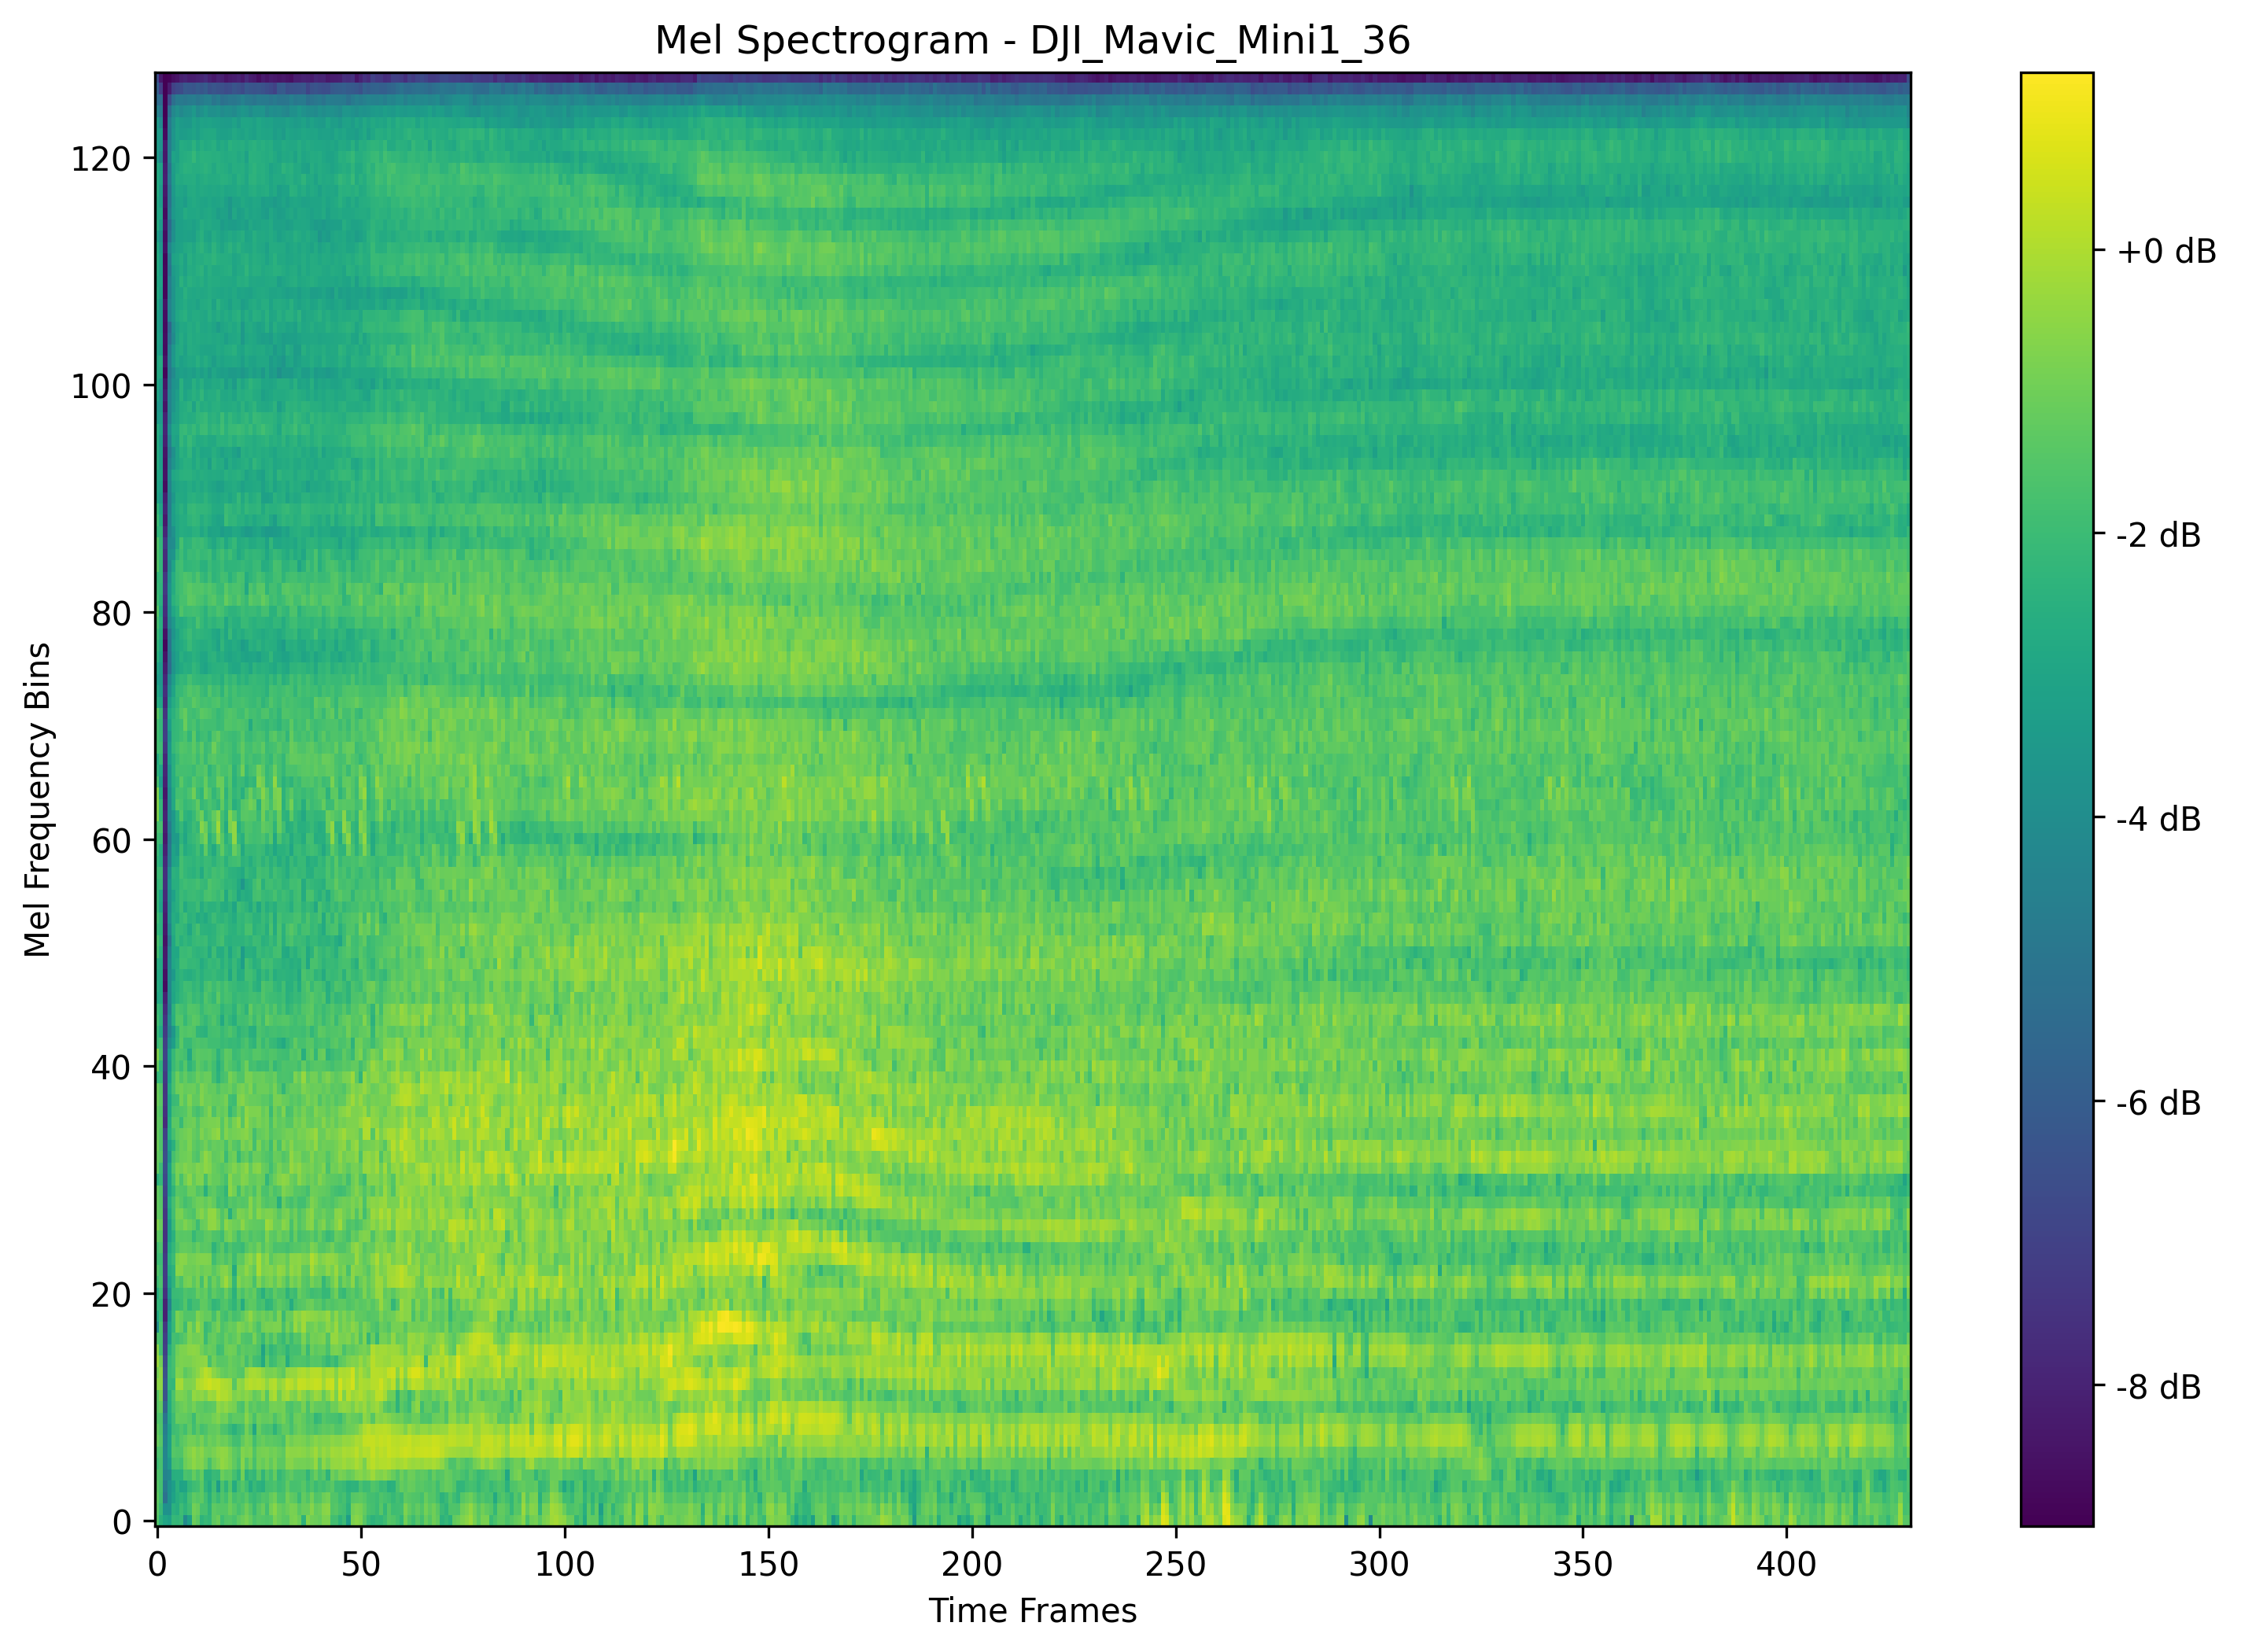 Mel Spectrogram - DJI_Mavic_Mini1_36
Mel Frequency Bins
120
100
80
60
40
20
0
0 50 100 150 200 250 300 350 400
Time Frames
+0 dB
-2 dB
-4 dB
-6 dB
-8 dB